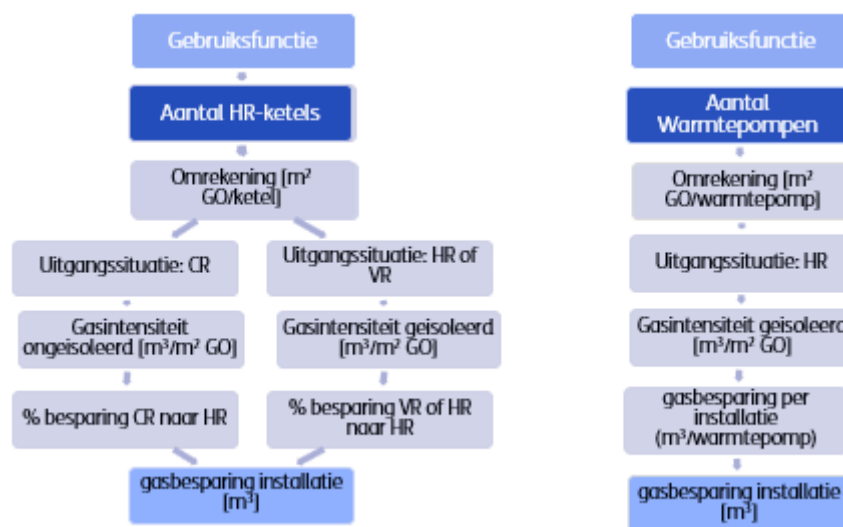 Gebruiksfunctie
Aantal HR-ketels
Omrekening [m²
GO/ketel]
Uitgangssituatie: CR
Uitgangssituatie: HR of
VR
Gasintensiteit
ongeisoleerd [m³/m² GO]
Gasintensiteit geisoleerd
[m³/m² GO]
% besparing CR naar HR
% besparing VR of HR
naar HR
gasbesparing installatie
[m³]
Gebruiksfunctie
Aantal
Warmtepompen
Omrekening [m²
GO/warmtepomp]
Uitgangssituatie: HR
Gasintensiteit geisoleerd
[m³/m² GO]
gasbesparing per
installatie
(m³/warmtepomp)
gasbesparing installatie
[m³]